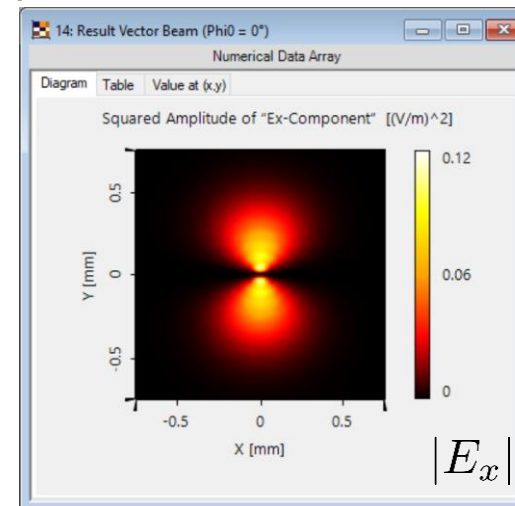 14: Result Vector Beam (Phi0 = 0°)
Numerical Data Array
Diagram Table Value at (x,y)
Squared Amplitude of "Ex-Component" [(V/m)^2]
0.12
0.5
Y [mm]
0
0.06
-0.5
0
-0.5 0 0.5
X [mm]
|E_x|